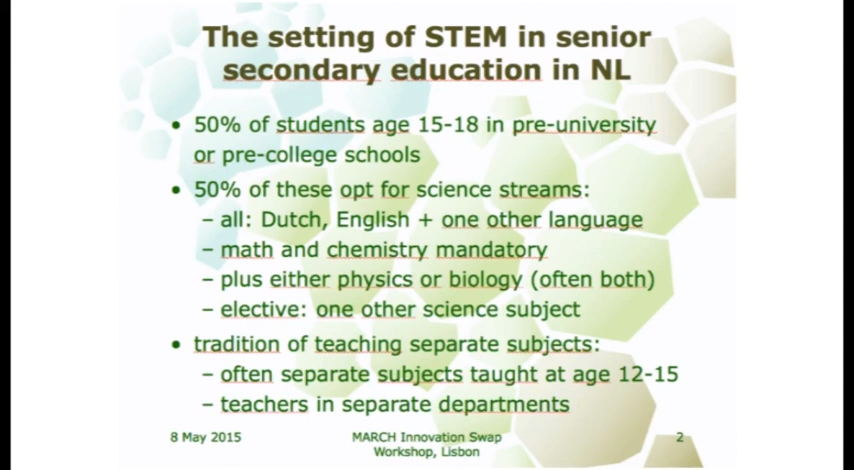 The setting of STEM in senior
secondary education in NL
• 50% of students age 15-18 in pre-university
or pre-college schools
• 50% of these opt for science streams:
– all: Dutch, English + one other language
– math and chemistry mandatory
– plus either physics or biology (often both)
– elective: one other science subject
• tradition of teaching separate subjects:
– often separate subjects taught at age 12-15
– teachers in separate departments
8 May 2015
MARCH Innovation Swap
Workshop, Lisbon
2